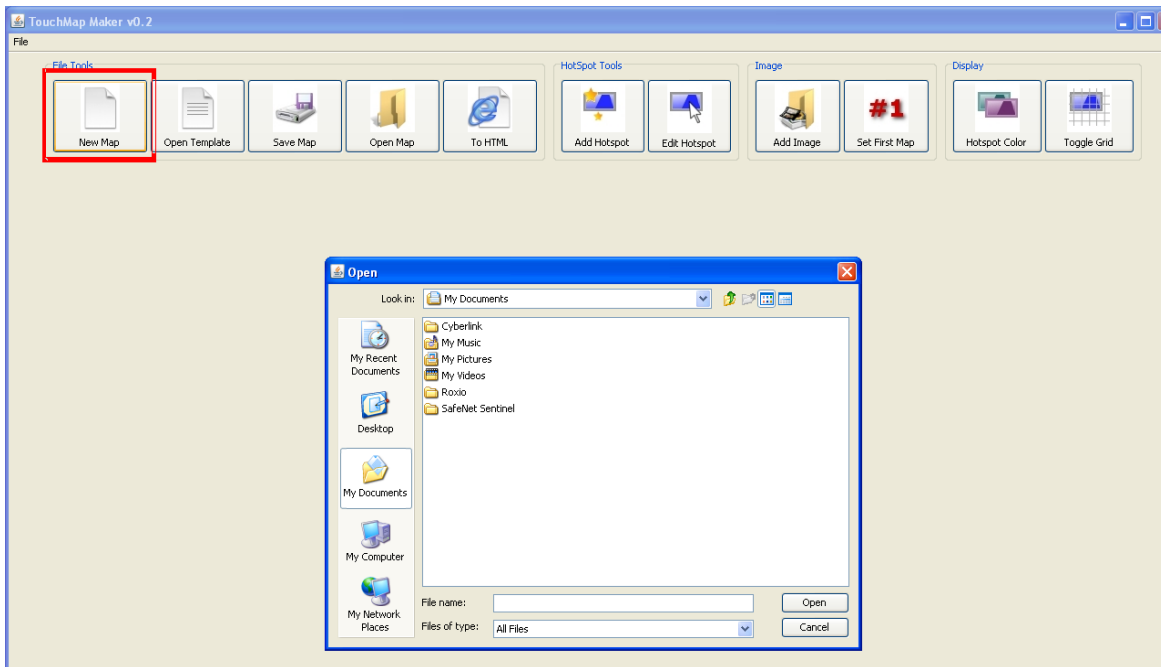 TouchMap Maker v0.2
File
File Tools
HotSpot Tools
Image
Display
New Map
Open Template
Save Map
Open Map
To HTML
Add Hotspot
Edit Hotspot
Add Image
#1
Set First Map
Hotspot Color
Toggle Grid
Open
Look in:
My Documents
My Recent
Documents
Desktop
My Documents
My Computer
My Network
Places
Cyberlink
My Music
My Pictures
My Videos
Roxio
SafeNet Sentinel
File name:
Open
Files of type:
All Files
Cancel